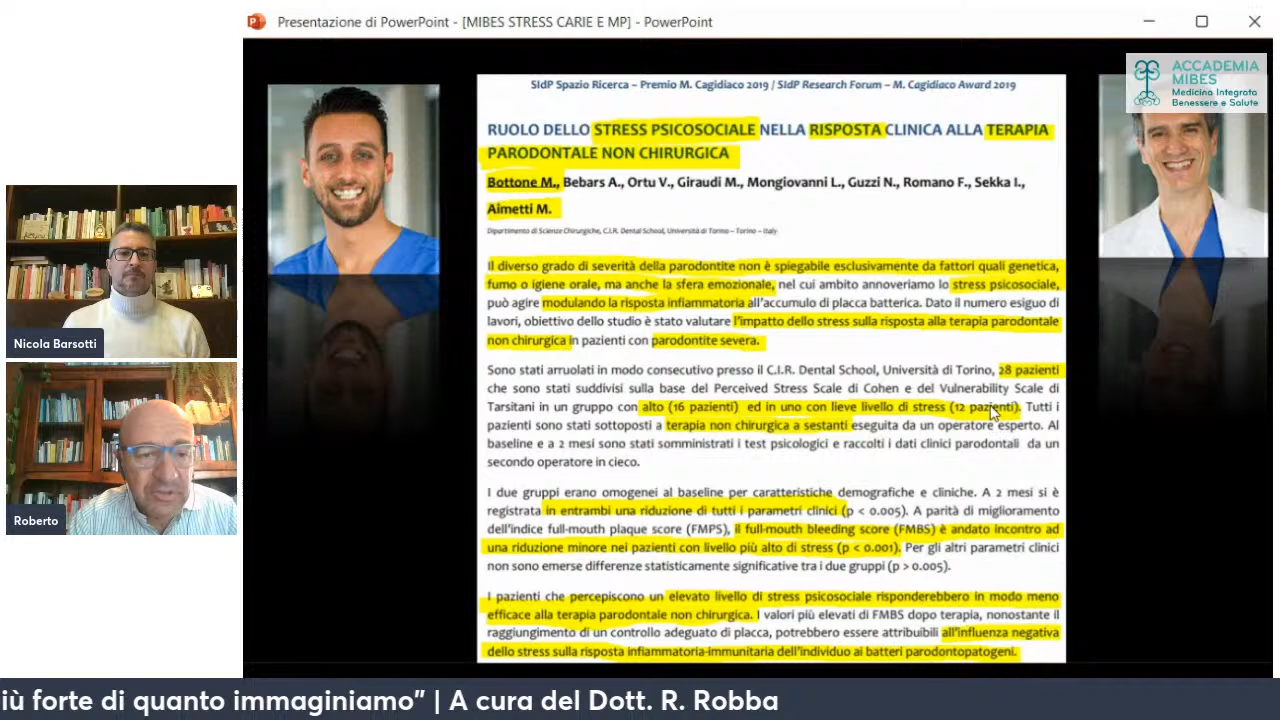 Presentazione di PowerPoint - [MIBES STRESS CARIE E MP] - PowerPoint
ACCADEMIA
MIBES
Medicina Integrata
Benessere e Salute
SIdP Spazio Ricerca – Premio M. Cagidiaco 2019 / SIdP Research Forum – M. Cagidiaco Award 2019
RUOLO DELLO STRESS PSICOSOCIALE NELLA RISPOSTA CLINICA ALLA TERAPIA
PARODONTALE NON CHIRURGICA
Bottone M., Bebars A., Ortu V., Giraudi M., Mongiovanni L., Guzzi N., Romano F., Sekka I.,
Aimetti M.
Dipartimento di Scienze Chirurgiche, C.I.R. Dental School, Università di Torino – Torino – Italy
Il diverso grado di severità della parodontite non è spiegabile esclusivamente da fattori quali genetica,
fumo o igiene orale, ma anche la sfera emozionale, nel cui ambito annoveriamo lo stress psicosociale,
può agire modulando la risposta infiammatoria all'accumulo di placca batterica. Dato il numero esiguo di
lavori, obiettivo dello studio è stato valutare l'impatto dello stress sulla risposta alla terapia parodontale
non chirurgica in pazienti con parodontite severa.
Sono stati arruolati in modo consecutivo presso il C.I.R. Dental School, Università di Torino, 28 pazienti
che sono stati suddivisi sulla base del Perceived Stress Scale di Cohen e del Vulnerability Scale di
Tarsitani in un gruppo con alto (16 pazienti) ed in uno con lieve livello di stress (12 pazienti). Tutti i
pazienti sono stati sottoposti a terapia non chirurgica a sestanti eseguita da un operatore esperto. Al
baseline e a 2 mesi sono stati somministrati i test psicologici e raccolti i dati clinici parodontali da un
secondo operatore in cieco.
I due gruppi erano omogenei al baseline per caratteristiche demografiche e cliniche. A 2 mesi si è
registrata in entrambi una riduzione di tutti i parametri clinici (p < 0.005). A parità di miglioramento
dell'indice full-mouth plaque score (FMPS), il full-mouth bleeding score (FMBS) è andato incontro ad
una riduzione minore nei pazienti con livello più alto di stress (p < 0.001). Per gli altri parametri clinici
non sono emerse differenze statisticamente significative tra i due gruppi (p > 0.005).
I pazienti che percepiscono un elevato livello di stress psicosociale risponderebbero in modo meno
efficace alla terapia parodontale non chirurgica. I valori più elevati di FMBS dopo terapia, nonostante il
raggiungimento di un controllo adeguato di placca, potrebbero essere attribuibili all'influenza negativa
dello stress sulla risposta infiammatoria-immunitaria dell'individuo ai batteri parodontopatogeni.
Nicola Barsotti
Roberto
iù forte di quanto immaginiamo" | A cura del Dott. R. Robba